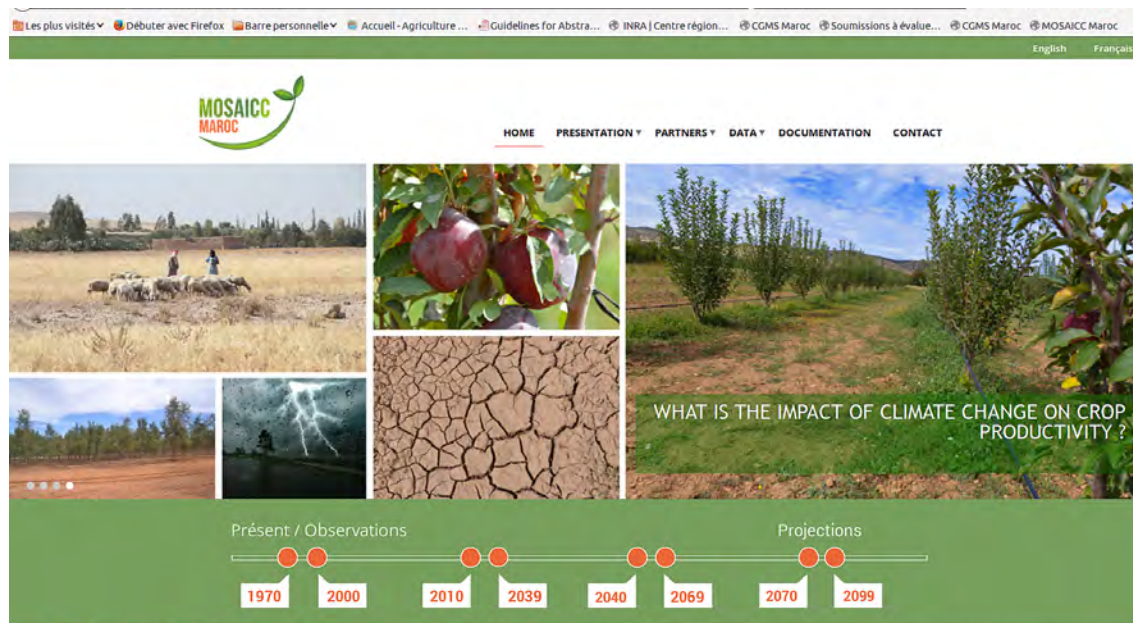 Les plus visités Débuter avec Firefox Barre personnelle Accueil - Agriculture ... Guidelines for Abstra... INRA | Centre région... CGMS Maroc Soumissions à évalue... CGMS Maroc MOSAICC Maroc
English Français
MOSAICC
MAROC
HOME PRESENTATION PARTNERS DATA DOCUMENTATION CONTACT
WHAT IS THE IMPACT OF CLIMATE CHANGE ON CROP
PRODUCTIVITY ?
Présent / Observations Projections
1970 2000 2010 2039 2040 2069 2070 2099